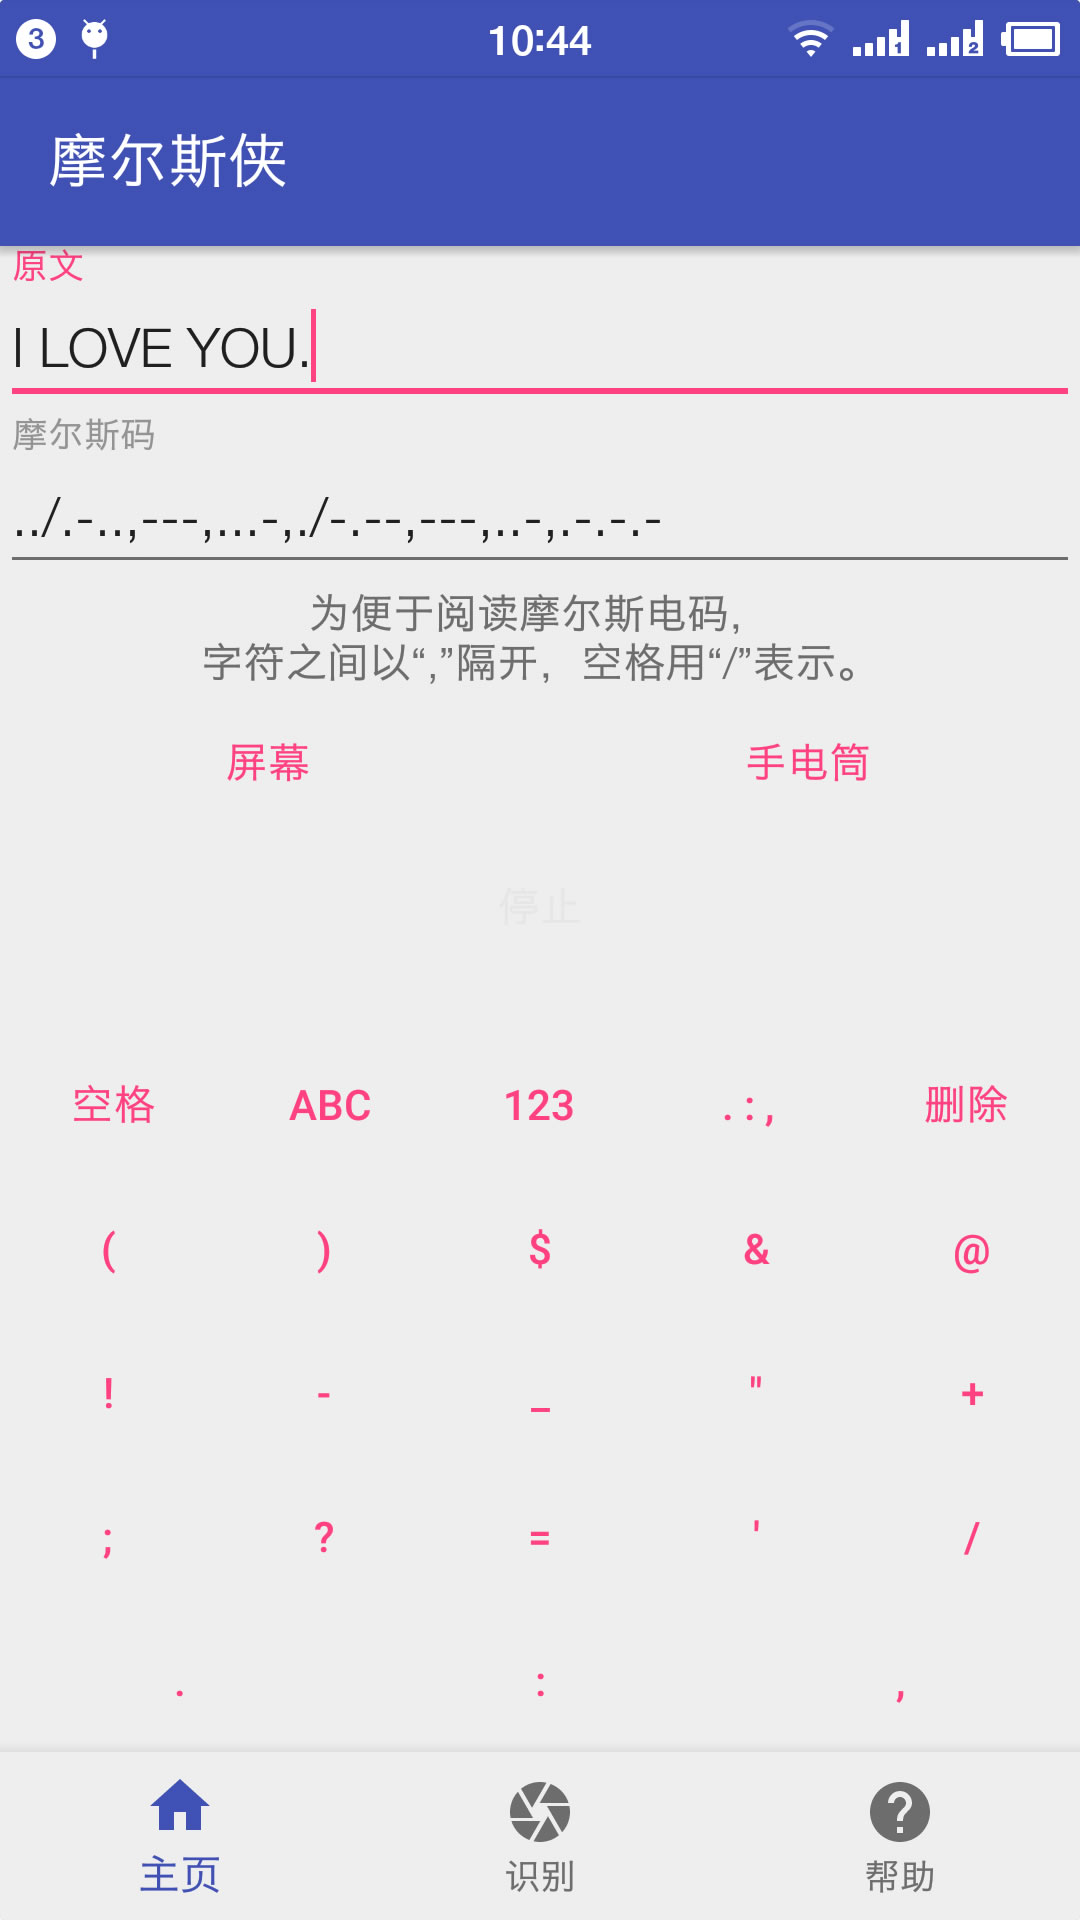 3 10:44 1 2
摩尔斯侠
原文
I LOVE YOU.
摩尔斯码
../.-..,---,...-,./-.--,---,..-,.-.-.-
为便于阅读摩尔斯电码,
字符之间以“,”隔开, 空格用“/”表示。
屏幕 手电筒
停止
空格 ABC 123 . : , 删除
( ) $ & @
! - _ " +
; ? = ' /
. : ,
主页 识别 帮助